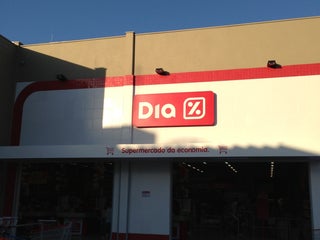 Dia %
Supermercado da economia.